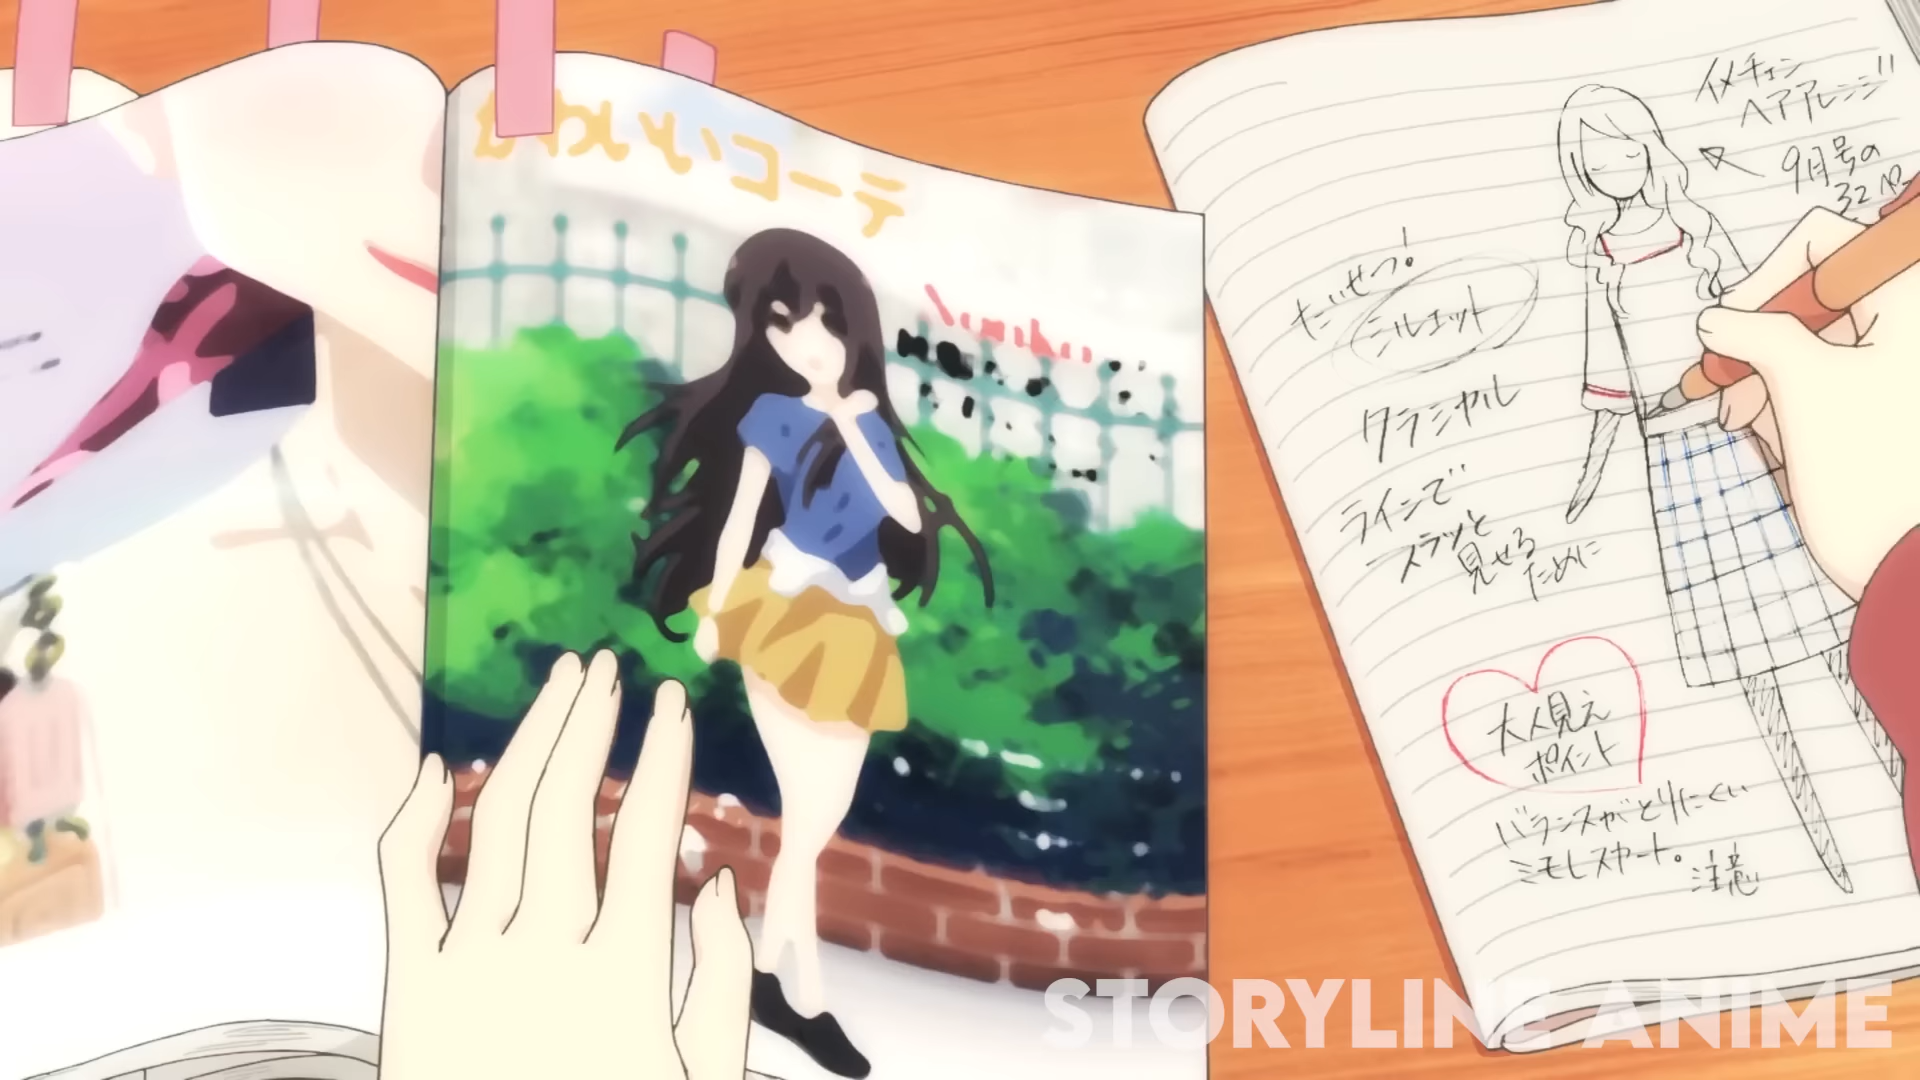 かわいいコーデ
イメチェン
ヘアアレンジ!!
9月号の
32ペー
たいせつ!
シルエット
クラシカル
ラインで
スラッと
見せる
ために
大人見え
ポイント
バランスがとりにくい
ミモレスカート。
注意
STORYLINE ANIME